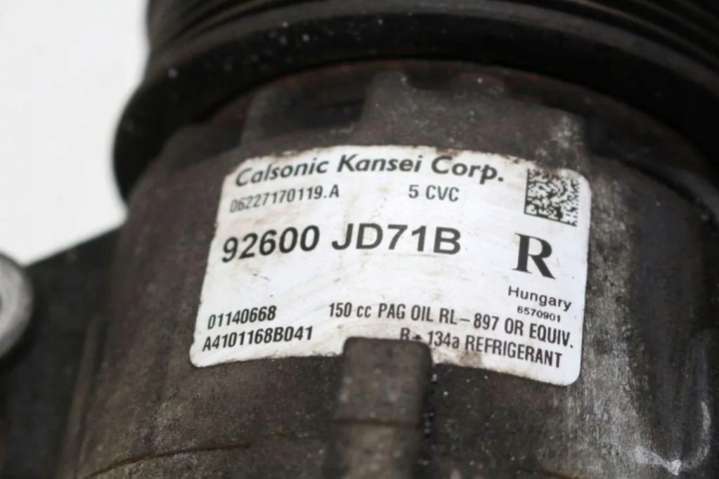 Calsonic Kansei Corp.
06227170119.A 5 CVC
92600 JD71B R
Hungary
6570901
01140668 150 cc PAG OIL RL-897 OR EQUIV.
A4101168B041 R-134a REFRIGERANT